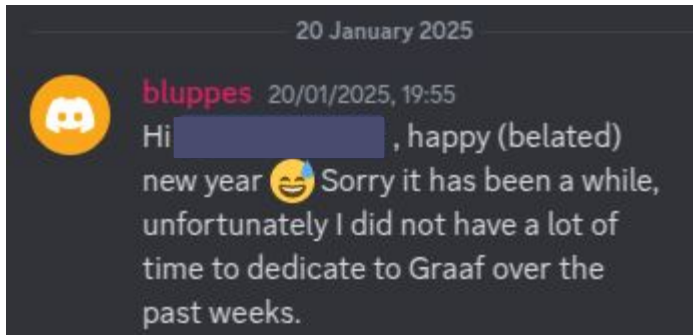 20 January 2025
bluppes 20/01/2025, 19:55
Hi , happy (belated)
new year 😅 Sorry it has been a while,
unfortunately I did not have a lot of
time to dedicate to Graaf over the
past weeks.